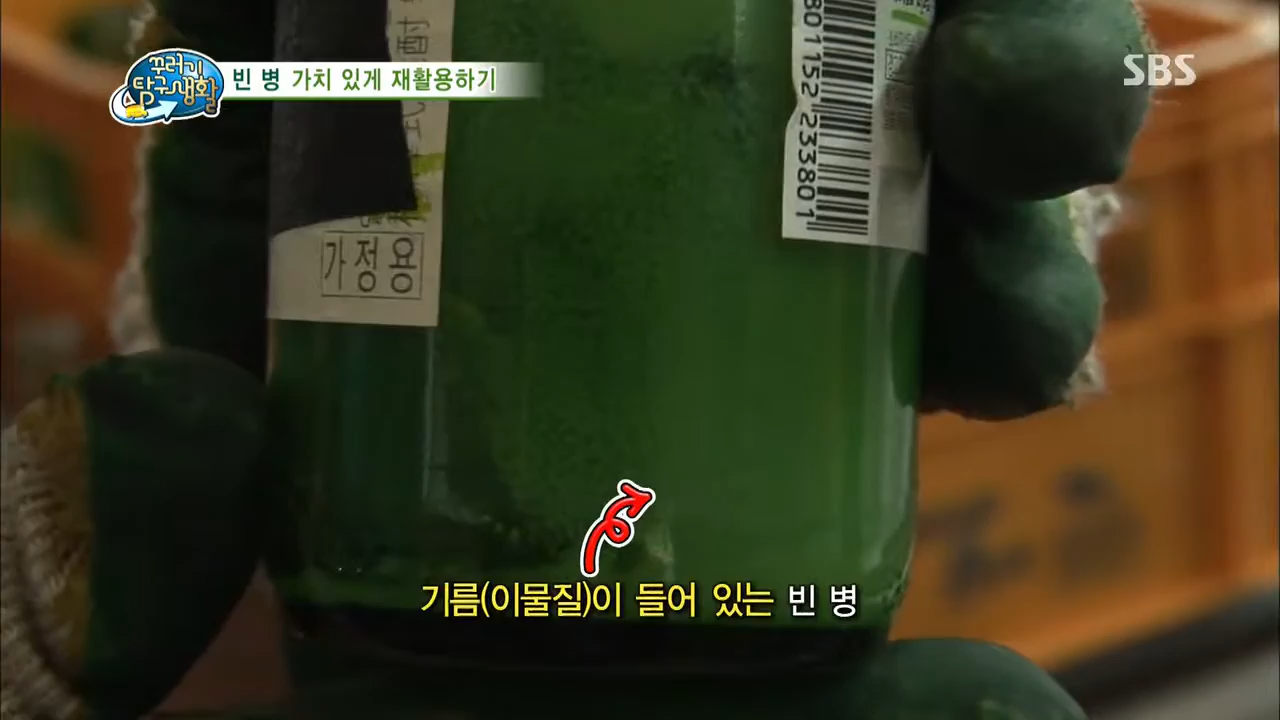 꾸러기
탐구생활
빈 병 가치 있게 재활용하기
SBS
801152 233801
가정용
기름(이물질)이 들어 있는 빈 병